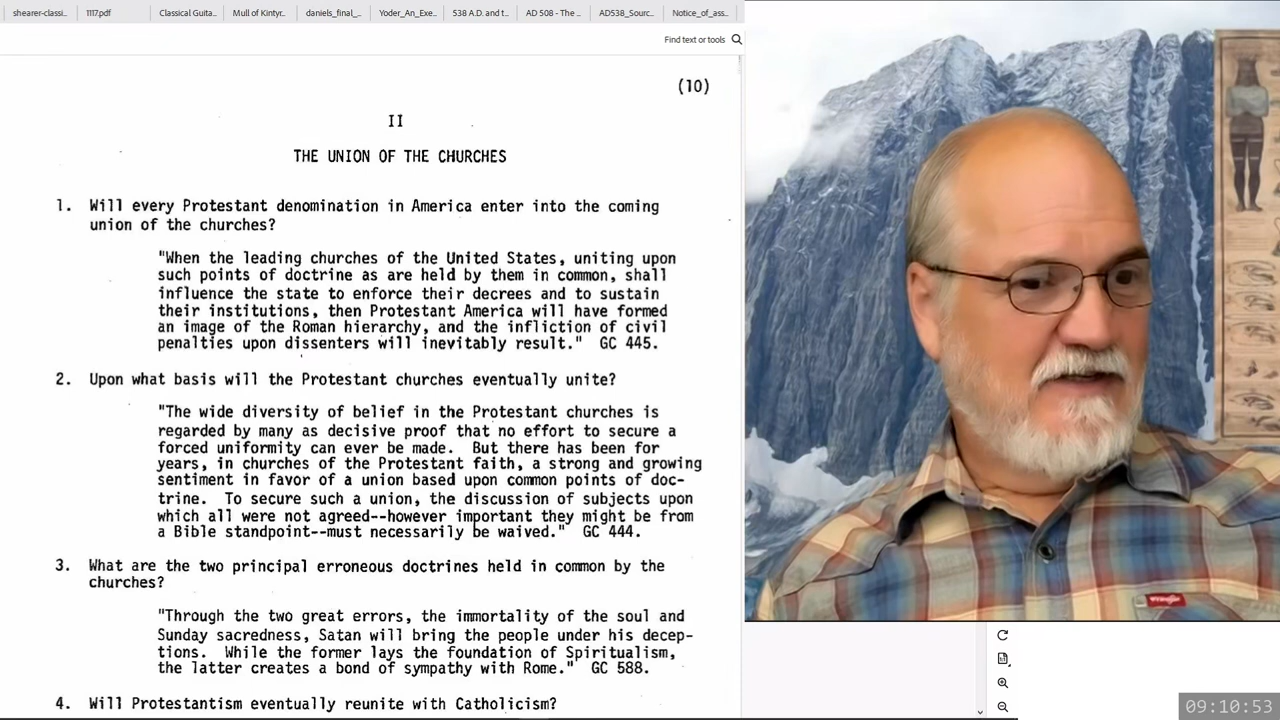 shearer-classi...
1117.pdf
Classical Guita...
Mull of Kintyr...
daniels_final_...
Yoder_An_Exe...
538 A.D. and t...
AD 508 - The ...
AD538_Sourc...
Notice_of_ass...
Find text or tools
(10)
II
THE UNION OF THE CHURCHES
1. Will every Protestant denomination in America enter into the coming
union of the churches?
"When the leading churches of the United States, uniting upon
such points of doctrine as are held by them in common, shall
influence the state to enforce their decrees and to sustain
their institutions, then Protestant America will have formed
an image of the Roman hierarchy, and the infliction of civil
penalties upon dissenters will inevitably result." GC 445.
2. Upon what basis will the Protestant churches eventually unite?
"The wide diversity of belief in the Protestant churches is
regarded by many as decisive proof that no effort to secure a
forced uniformity can ever be made. But there has been for
years, in churches of the Protestant faith, a strong and growing
sentiment in favor of a union based upon common points of doc-
trine. To secure such a union, the discussion of subjects upon
which all were not agreed--however important they might be from
a Bible standpoint--must necessarily be waived." GC 444.
3. What are the two principal erroneous doctrines held in common by the
churches?
"Through the two great errors, the immortality of the soul and
Sunday sacredness, Satan will bring the people under his decep-
tions. While the former lays the foundation of Spiritualism,
the latter creates a bond of sympathy with Rome." GC 588.
4. Will Protestantism eventually reunite with Catholicism?
Wrangler
09:10:53